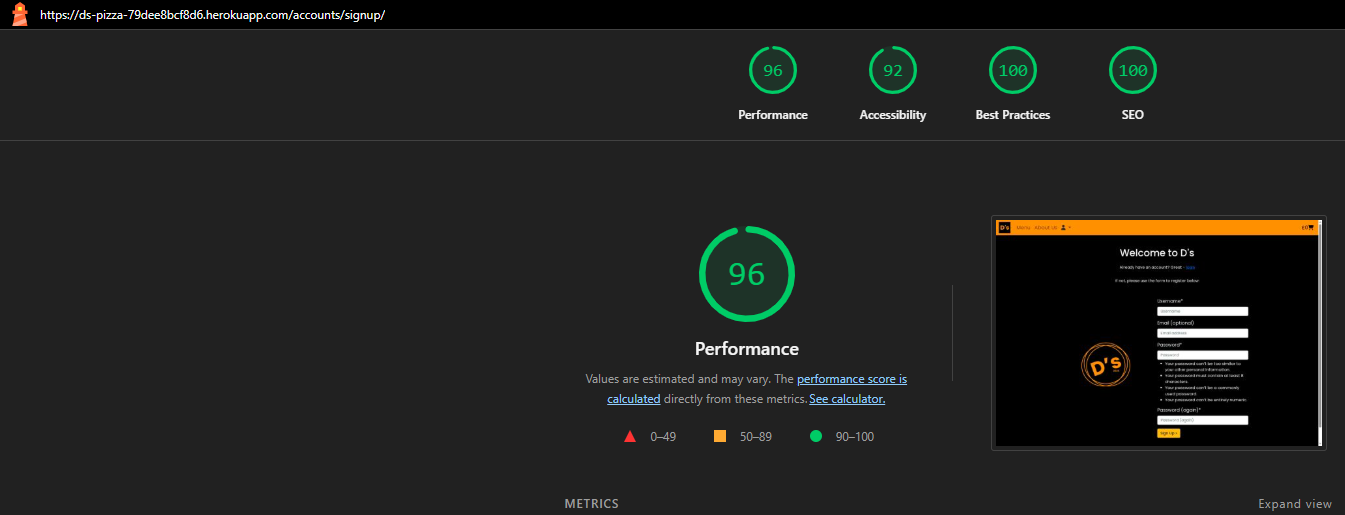 https://ds-pizza-79dee8bcf8d6.herokuapp.com/accounts/signup/
96
92
100
100
Performance
Accessibility
Best Practices
SEO
96
Performance
Values are estimated and may vary. The performance score is
calculated directly from these metrics. See calculator.
0–49
50–89
90–100
D's
Menu
About us
Welcome to D's
Already have an account? Great -
If not, please use the form to register below:
Username*
Username
Email (optional)
Password*
Password
Your password can't be too similar to
your other personal information.
Your password must contain at least 8
characters.
Your password can't be a commonly
used password.
Your password can't be entirely numeric.
D's
Password (again)*
Password (again)
Sign Up
METRICS
Expand view